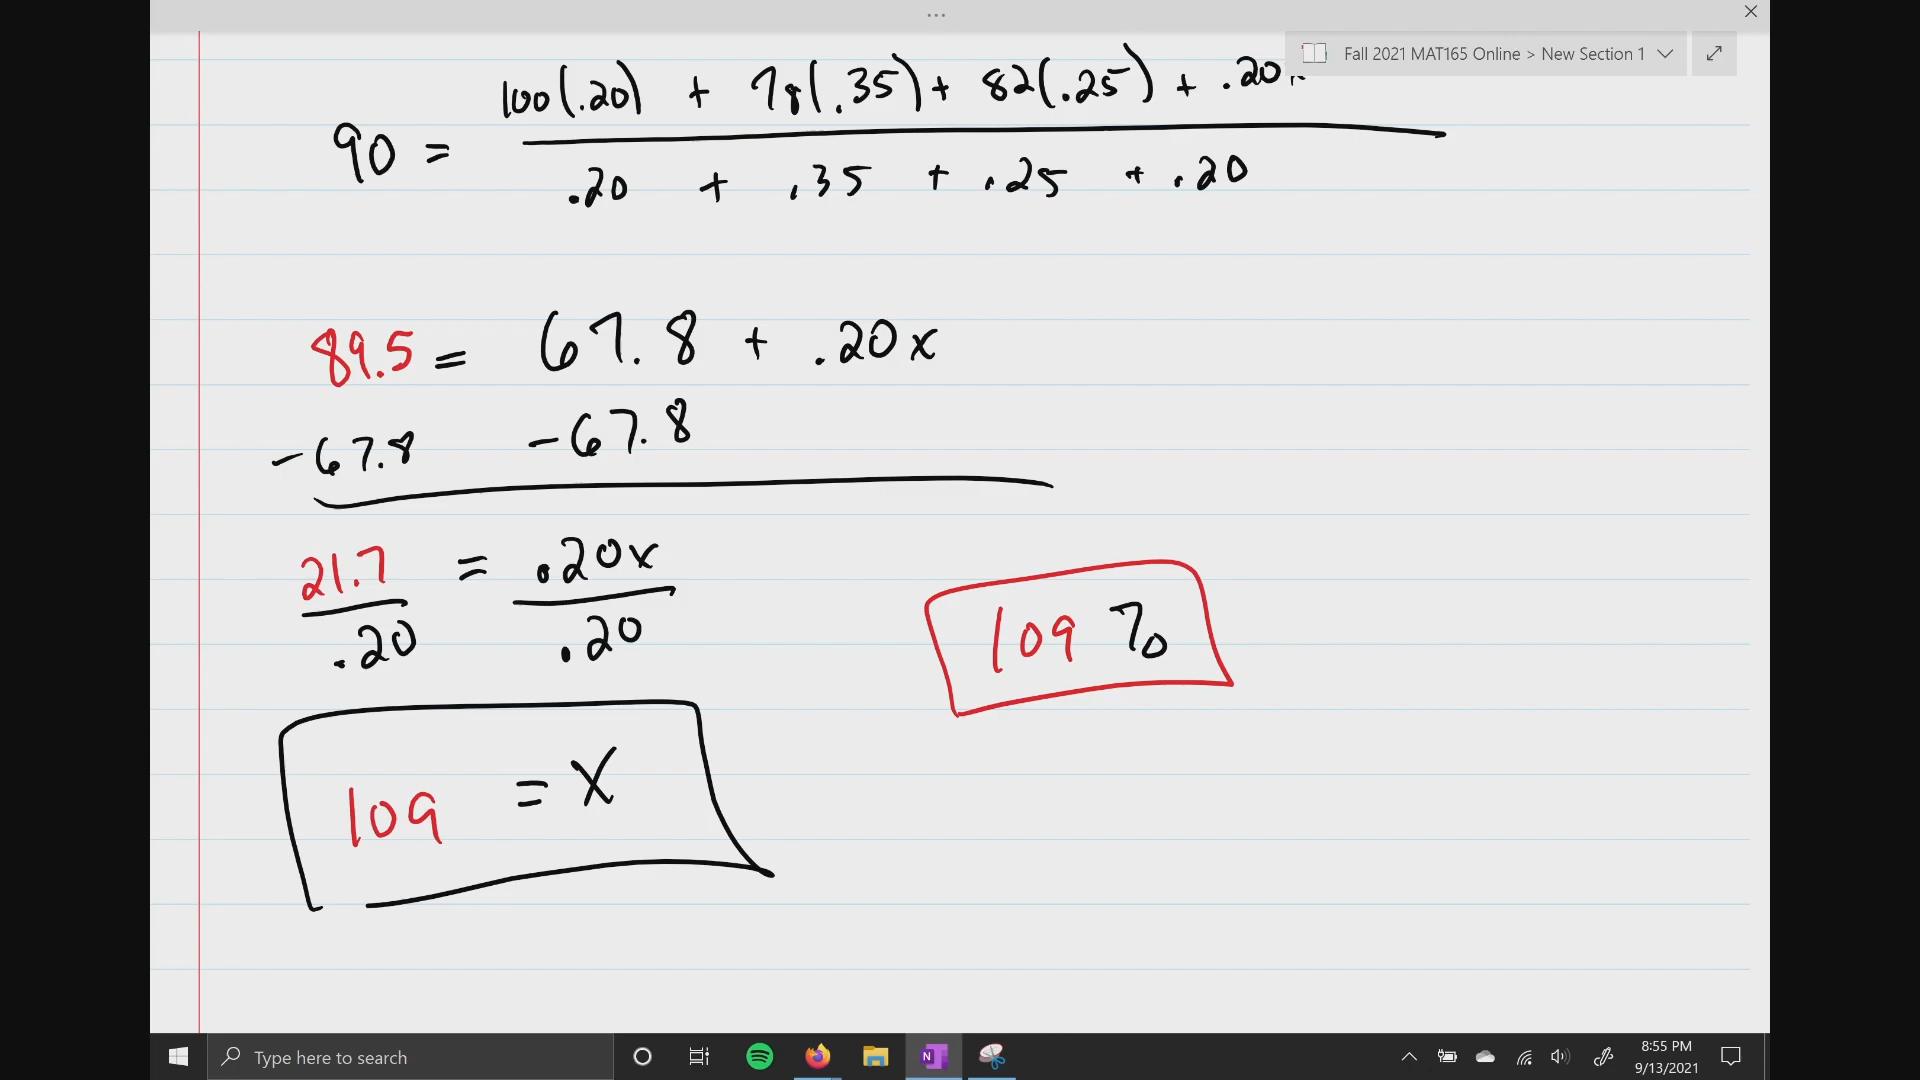 Fall 2021 MAT165 Online > New Section 1
100(.20) + 78(.35) + 82(.25) + .20x
90 =
.20 + .35 + .25 + .20
89.5 = 67.8 + .20x
-67.8 -67.8
21.7 = .20x
.20 .20
109 %
109 = X
Type here to search
8:55 PM
9/13/2021